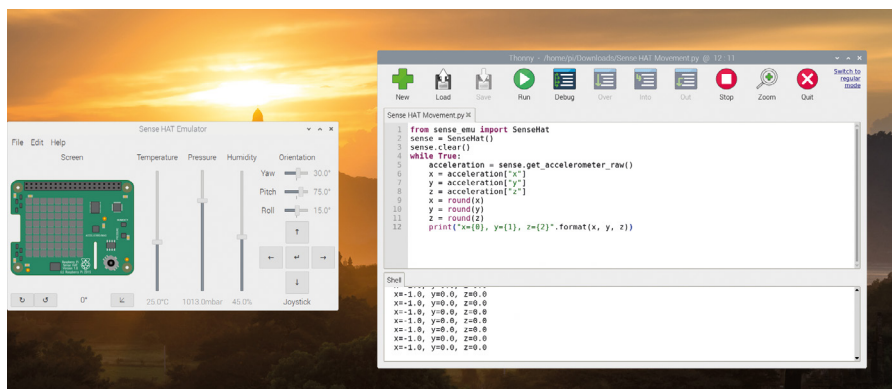 Thonny - /home/pi/Downloads/Sense HAT Movement.py @ 12:11
New
Load
Save
Run
Debug
Over
Into
Out
Stop
Zoom
Quit
Switch to
regular
mode
Sense HAT Movement.py
1 from sense_emu import SenseHat
2 sense = SenseHat()
3 sense.clear()
4 while True:
5 acceleration = sense.get_accelerometer_raw()
6 x = acceleration["x"]
7 y = acceleration["y"]
8 z = acceleration["z"]
9 x = round(x)
10 y = round(y)
11 z = round(z)
12 print("x={0}, y={1}, z={2}".format(x, y, z))
Shell
x=-1.0, y=0.0, z=0.0
x=-1.0, y=0.0, z=0.0
x=-1.0, y=0.0, z=0.0
x=-1.0, y=0.0, z=0.0
x=-1.0, y=0.0, z=0.0
x=-1.0, y=0.0, z=0.0
x=-1.0, y=0.0, z=0.0
Sense HAT Emulator
File Edit Help
Screen
Temperature Pressure Humidity Orientation
Yaw 30.0°
Pitch 75.0°
Roll 15.0°
0°
25.0°C 1013.0mbar 45.0% Joystick